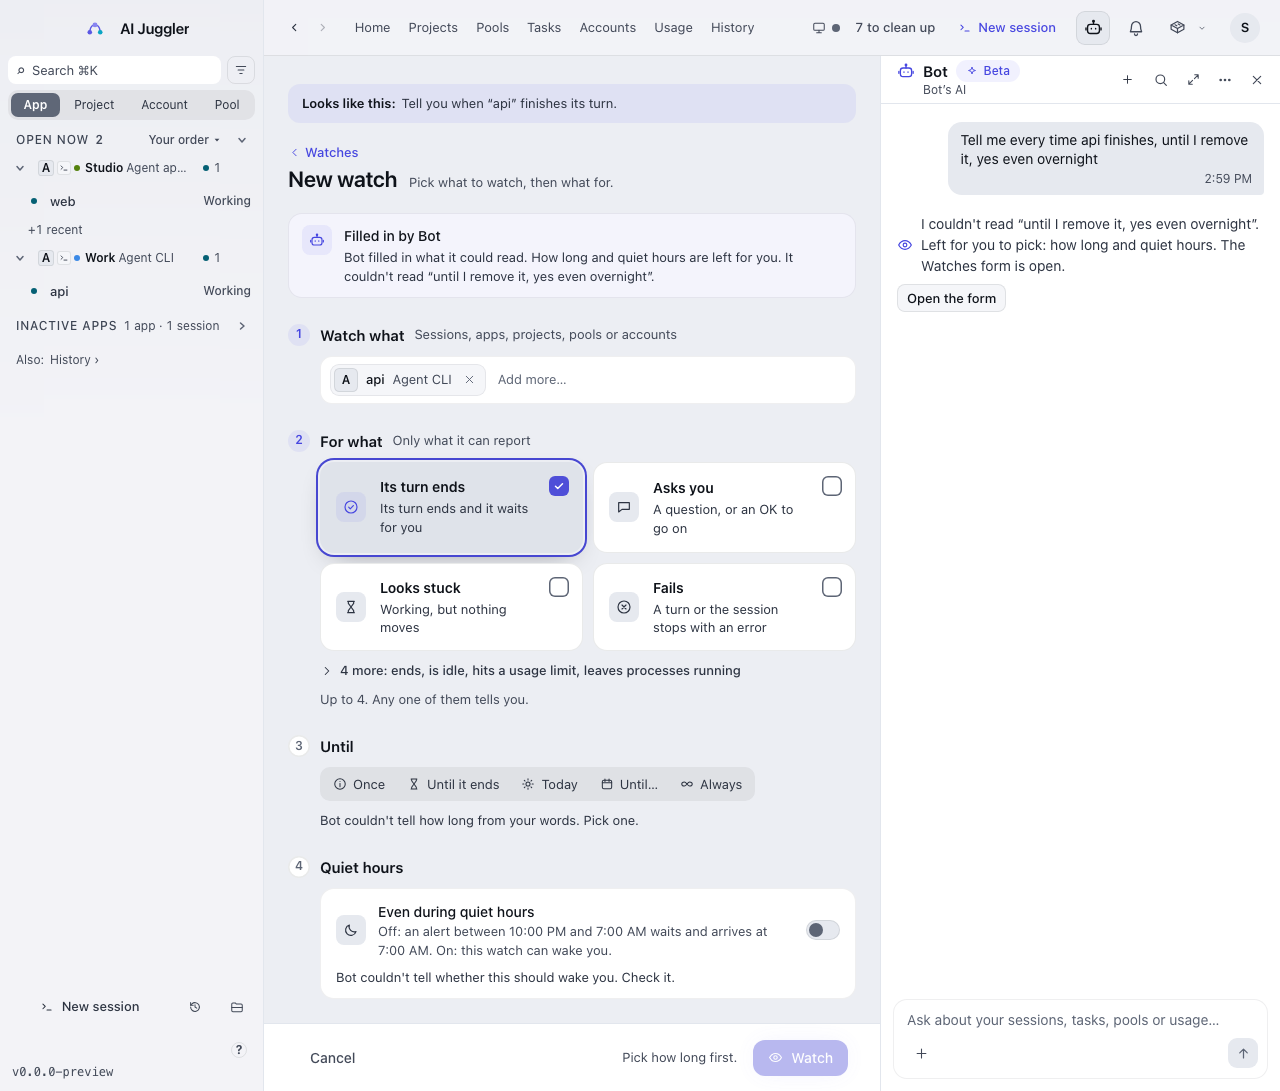 AI Juggler
Search ⌘K
App Project Account Pool
OPEN NOW 2 Your order
A Studio Agent ap... 1
web Working
+1 recent
A Work Agent CLI 1
api Working
INACTIVE APPS 1 app · 1 session
Also: History ›
New session
?
v0.0.0-preview
Home Projects Pools Tasks Accounts Usage History
7 to clean up
New session
S
Looks like this: Tell you when “api” finishes its turn.
Watches
New watch Pick what to watch, then what for.
Filled in by Bot
Bot filled in what it could read. How long and quiet hours are left for you. It
couldn't read “until I remove it, yes even overnight”.
1 Watch what Sessions, apps, projects, pools or accounts
A api Agent CLI Add more...
2 For what Only what it can report
Its turn ends
Its turn ends and it waits
for you
Asks you
A question, or an OK to
go on
Looks stuck
Working, but nothing
moves
Fails
A turn or the session
stops with an error
4 more: ends, is idle, hits a usage limit, leaves processes running
Up to 4. Any one of them tells you.
3 Until
Once Until it ends Today Until... Always
Bot couldn't tell how long from your words. Pick one.
4 Quiet hours
Even during quiet hours
Off: an alert between 10:00 PM and 7:00 AM waits and arrives at
7:00 AM. On: this watch can wake you.
Bot couldn't tell whether this should wake you. Check it.
Cancel Pick how long first. Watch
Bot Beta
Bot's AI
Tell me every time api finishes, until I remove
it, yes even overnight
2:59 PM
I couldn't read “until I remove it, yes even overnight”.
Left for you to pick: how long and quiet hours. The
Watches form is open.
Open the form
Ask about your sessions, tasks, pools or usage...